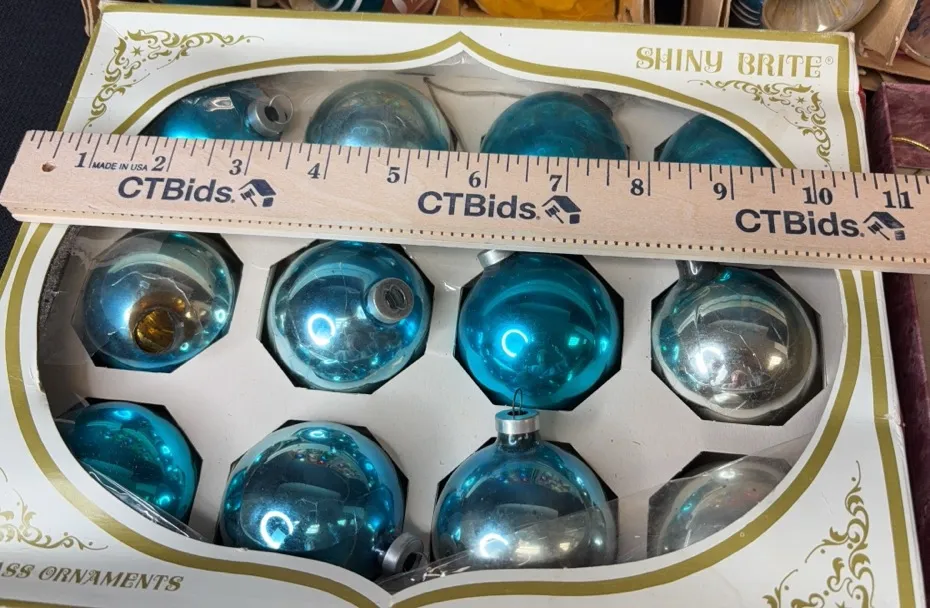 SHINY BRITE®
1 MADE IN USA 2 3 4 5 6 7 8 9 10 11
CTBids. CTBids. CTBids.
ASS ORNAMENTS